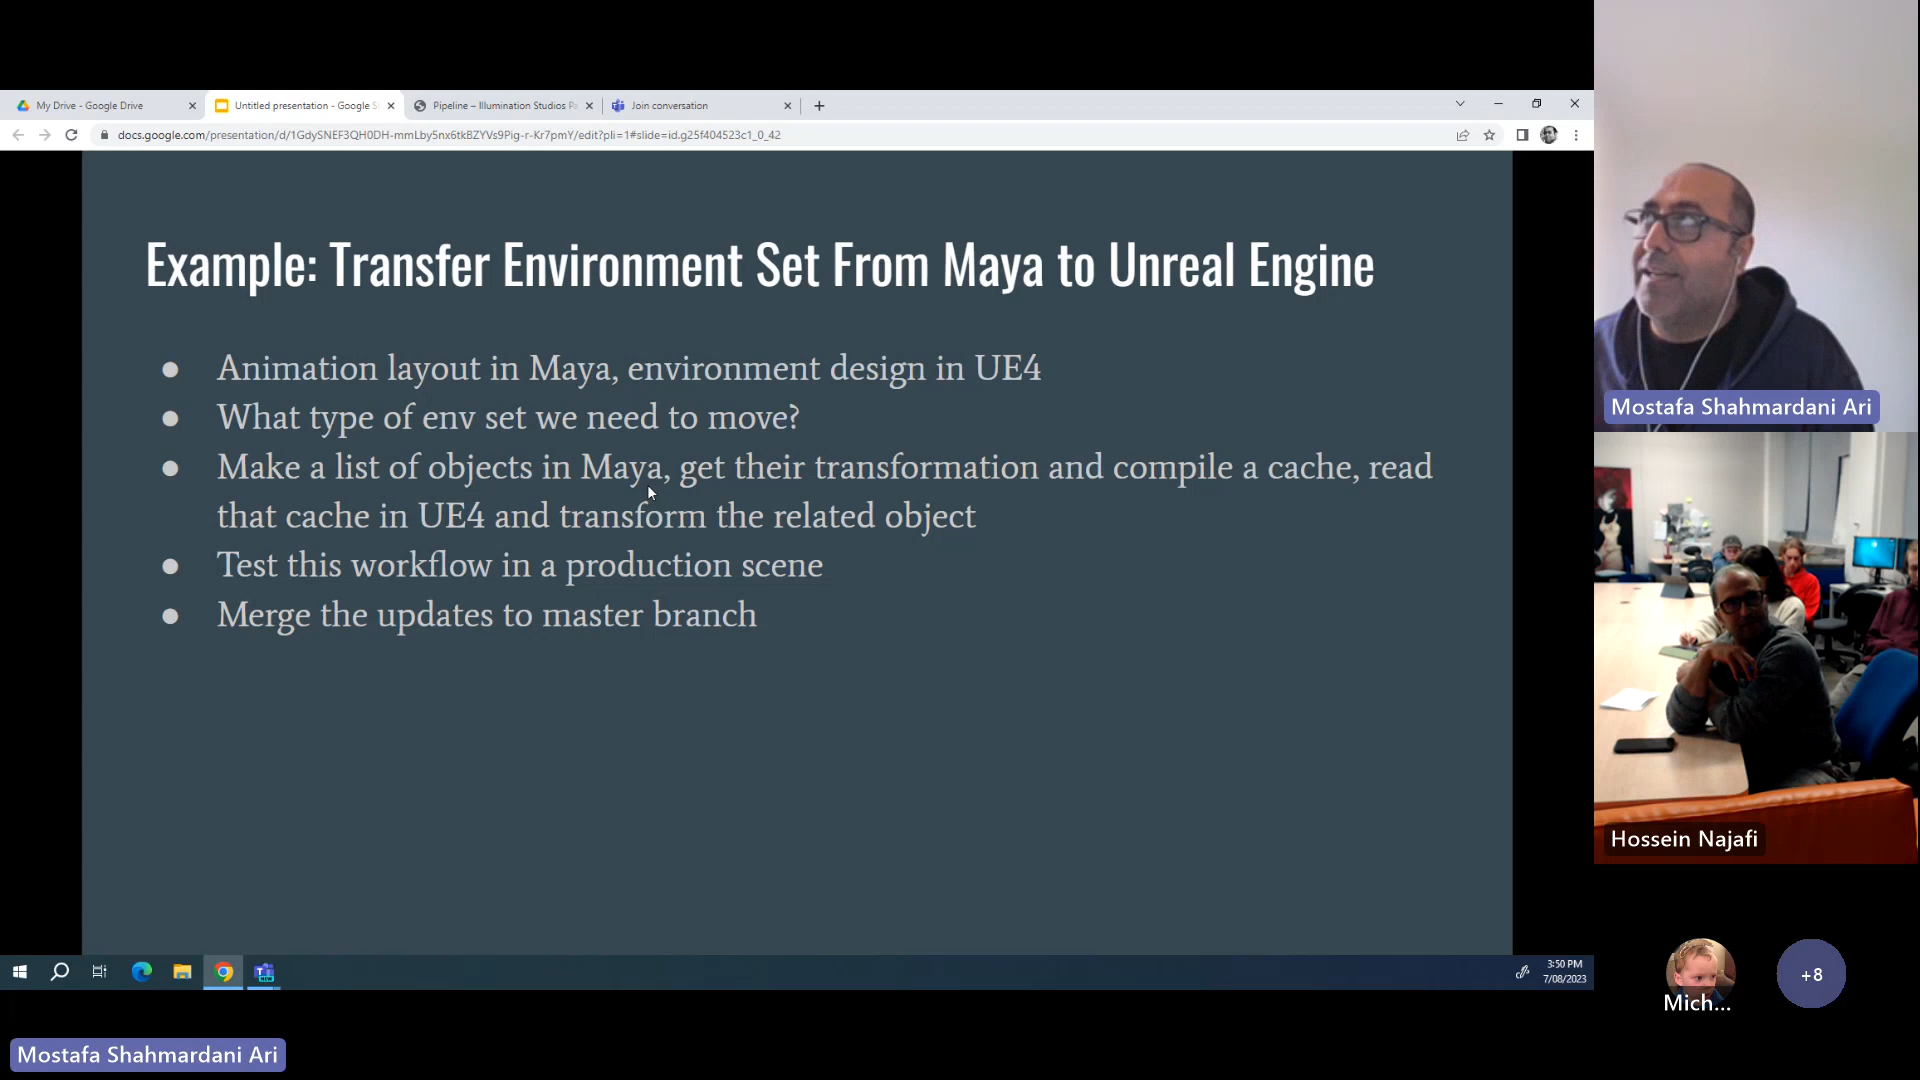 My Drive - Google Drive
Untitled presentation - Google S
Pipeline – Illumination Studios Pa
Join conversation
docs.google.com/presentation/d/1GdySNEF3QH0DH-mmLby5nx6tkBZYVs9Pig-r-Kr7pmY/edit?pli=1#slide=id.g25f404523c1_0_42
Example: Transfer Environment Set From Maya to Unreal Engine
● Animation layout in Maya, environment design in UE4
● What type of env set we need to move?
● Make a list of objects in Maya, get their transformation and compile a cache, read
that cache in UE4 and transform the related object
● Test this workflow in a production scene
● Merge the updates to master branch
Mostafa Shahmardani Ari
Hossein Najafi
Mich...
+8
3:50 PM
7/08/2023
Mostafa Shahmardani Ari